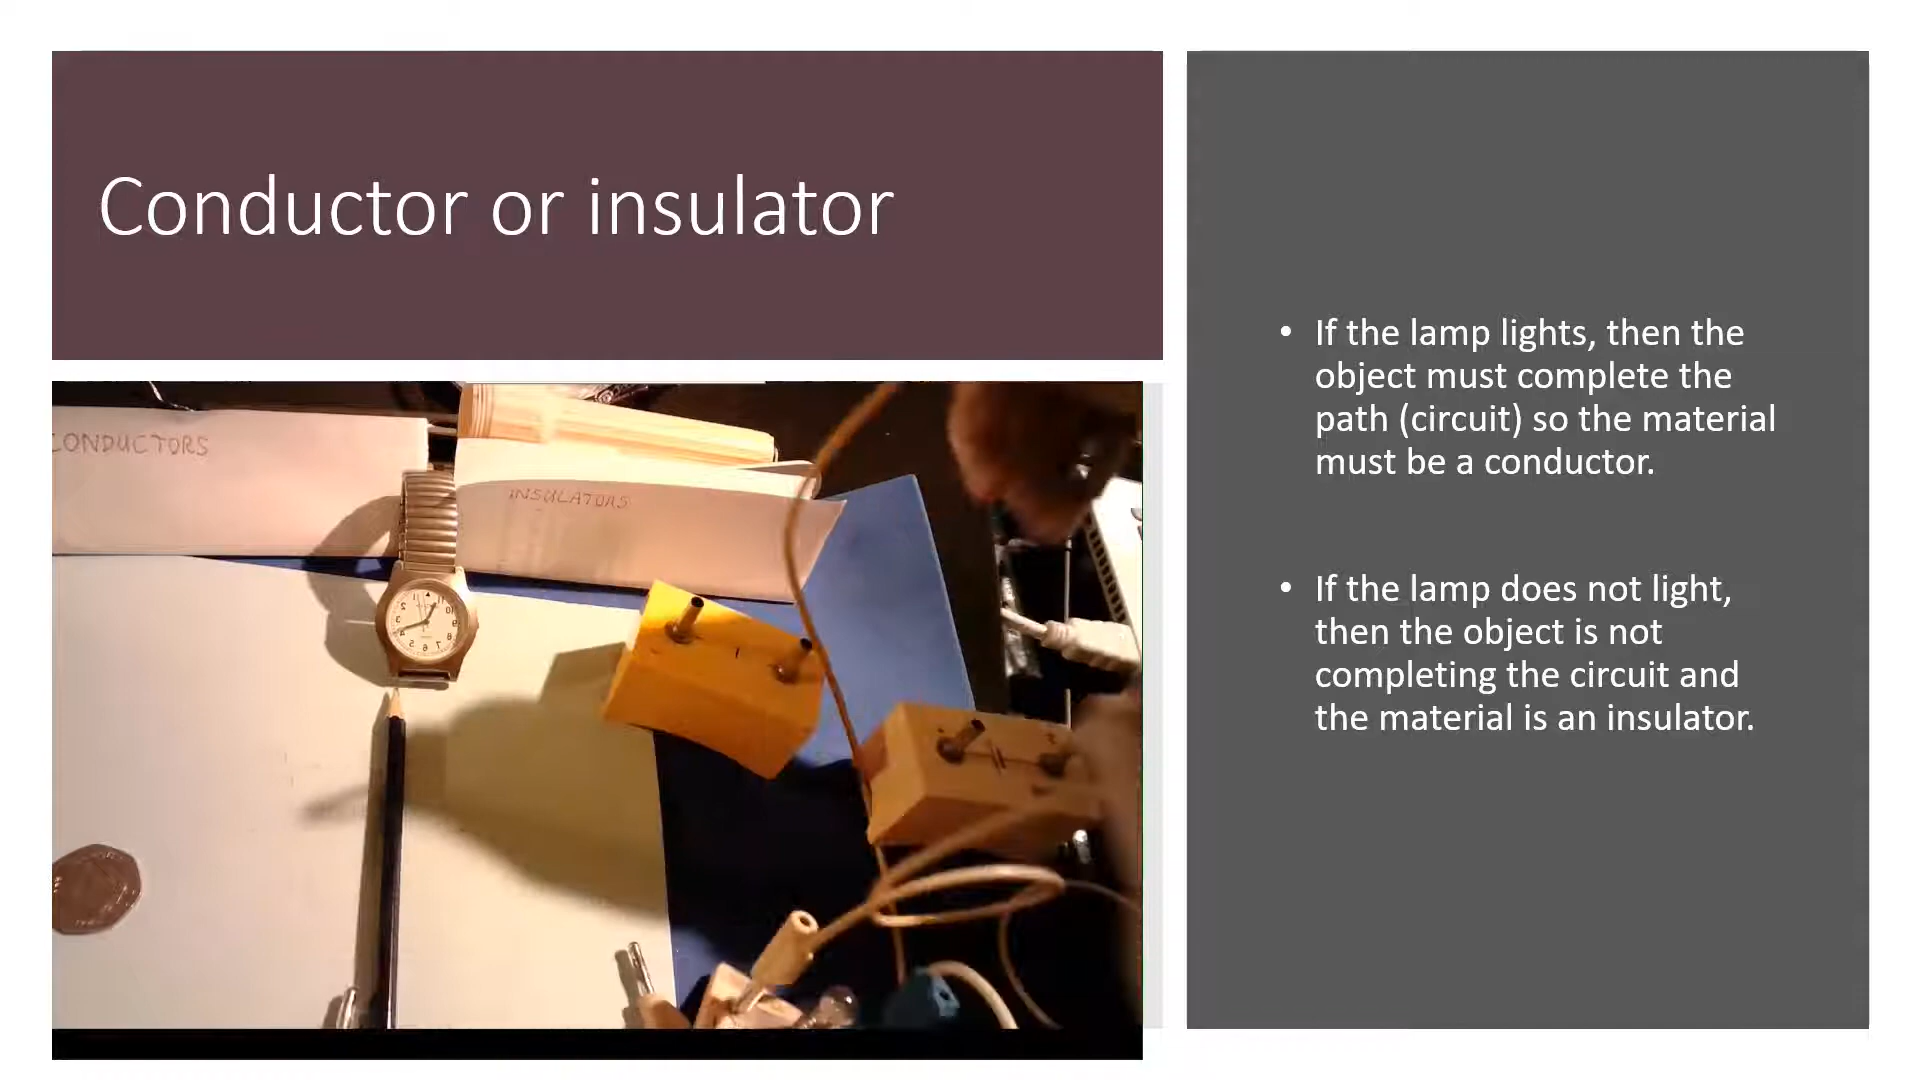 Conductor or insulator
CONDUCTORS
INSULATORS
• If the lamp lights, then the
object must complete the
path (circuit) so the material
must be a conductor.
• If the lamp does not light,
then the object is not
completing the circuit and
the material is an insulator.